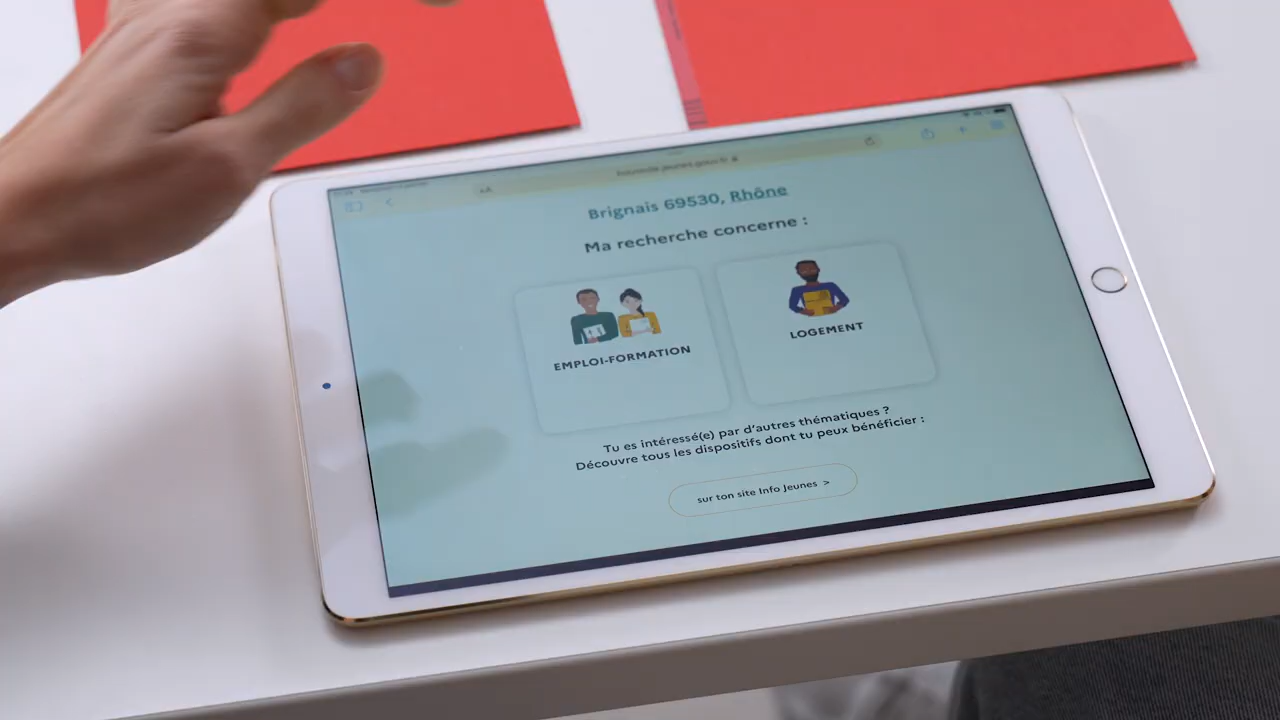 AA
Brignais 69530, Rhône
Ma recherche concerne :
EMPLOI-FORMATION
LOGEMENT
Tu es intéressé(e) par d'autres thématiques ?
Découvre tous les dispositifs dont tu peux bénéficier :
sur ton site Info Jeunes >